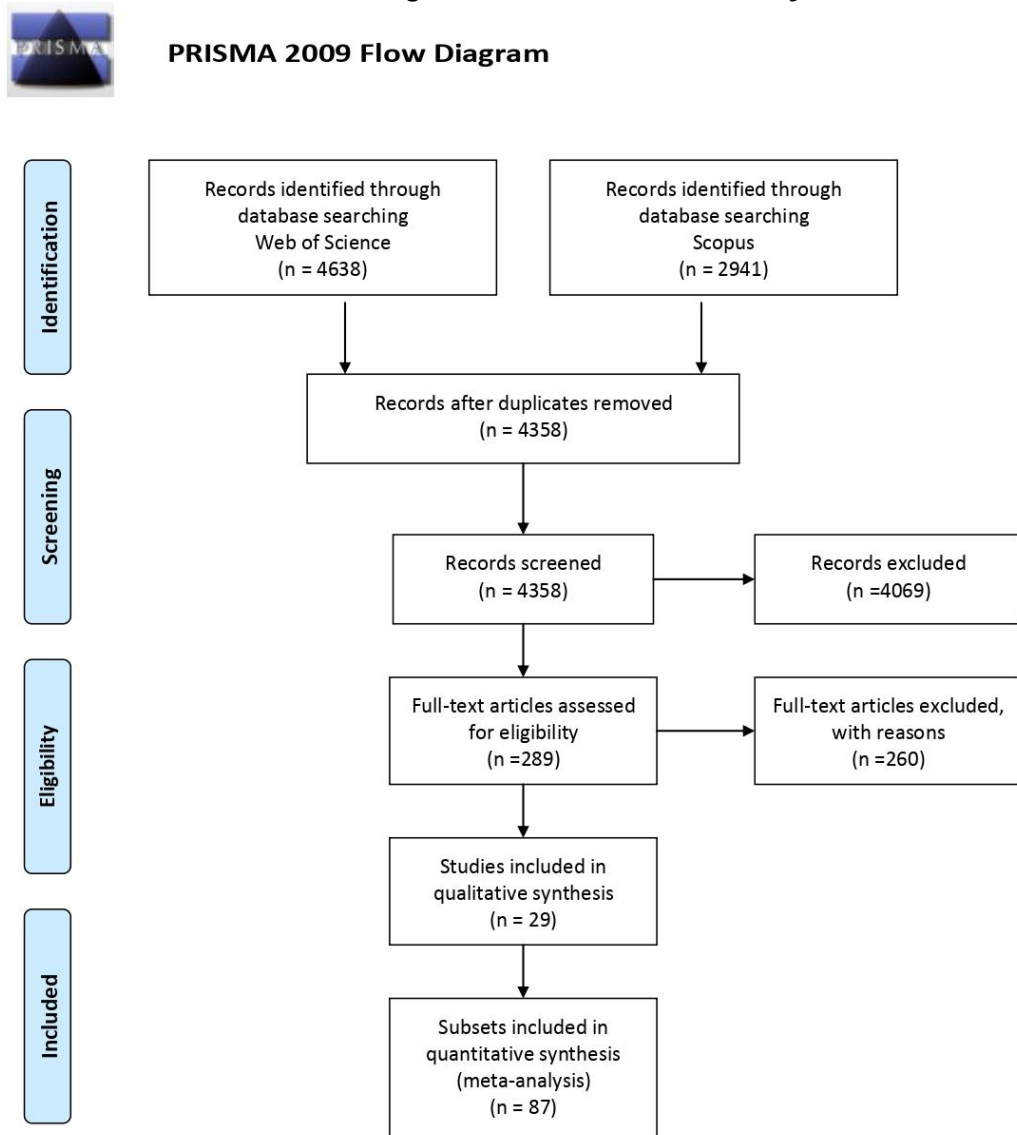 PRISMA
PRISMA 2009 Flow Diagram
Identification
Records identified through
database searching
Web of Science
(n = 4638)
Records identified through
database searching
Scopus
(n = 2941)
Records after duplicates removed
(n = 4358)
Screening
Records screened
(n = 4358)
Records excluded
(n =4069)
Eligibility
Full-text articles assessed
for eligibility
(n =289)
Full-text articles excluded,
with reasons
(n =260)
Studies included in
qualitative synthesis
(n = 29)
Included
Subsets included in
quantitative synthesis
(meta-analysis)
(n = 87)